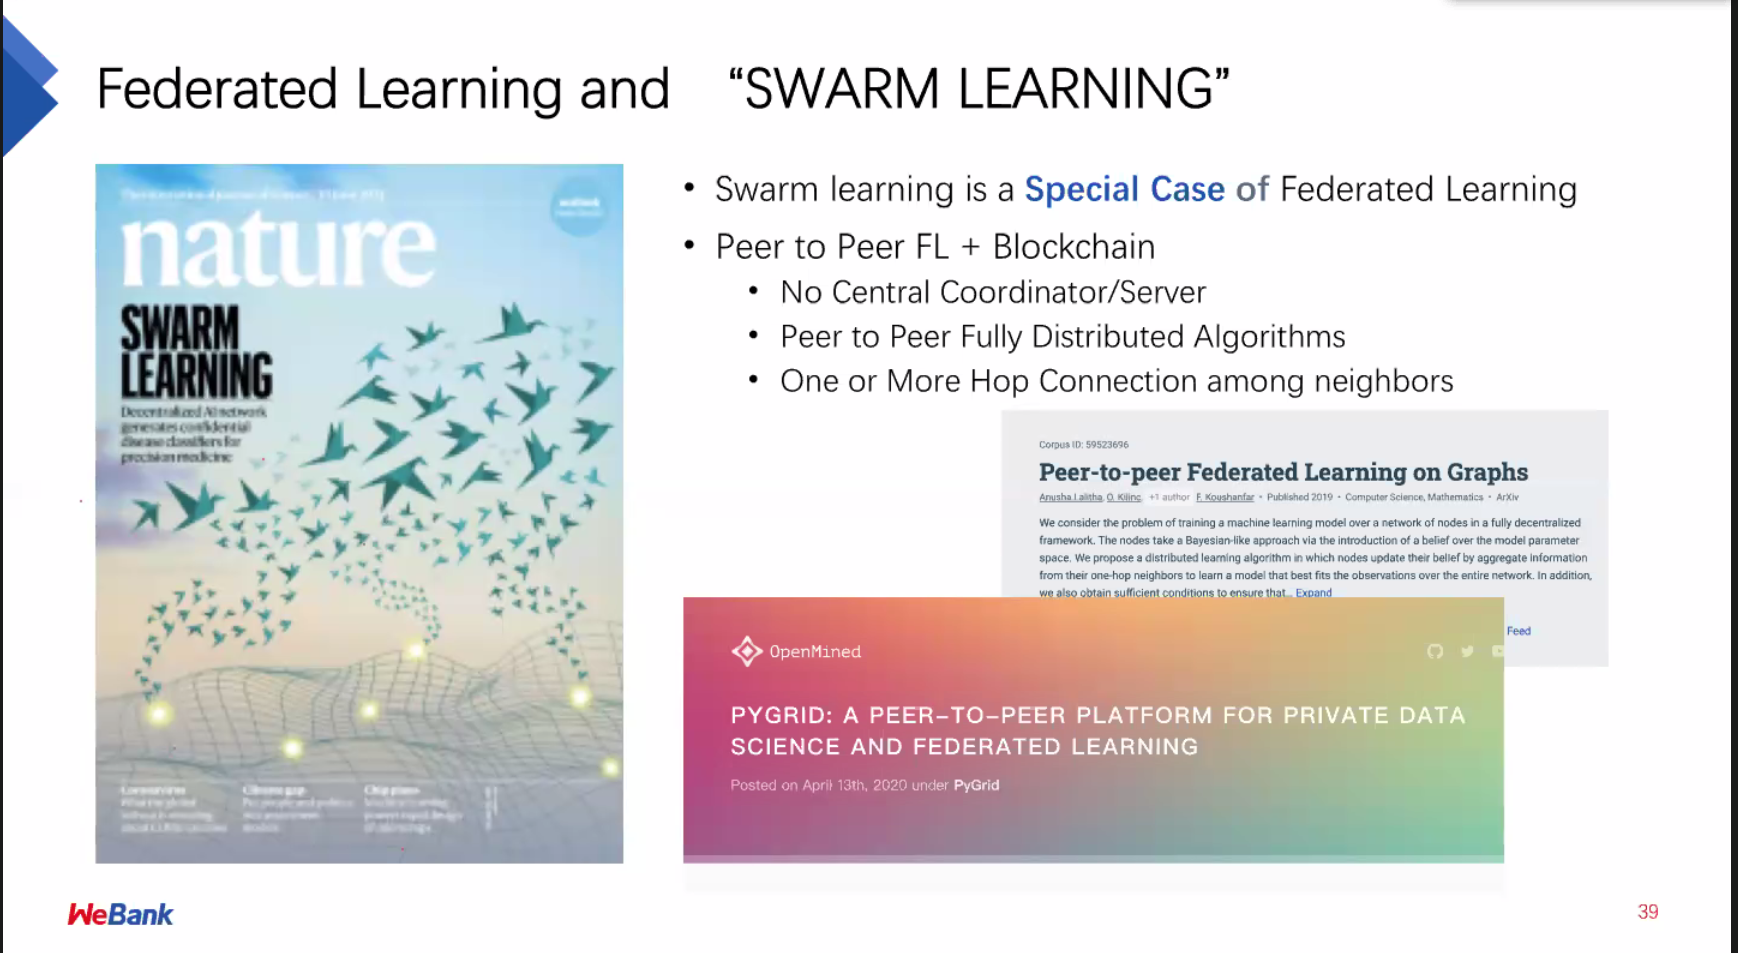 Federated Learning and “SWARM LEARNING”
nature
SWARM
LEARNING
Decentralized AI network
generates confidential
disease classifiers for
precision medicine
• Swarm learning is a Special Case of Federated Learning
• Peer to Peer FL + Blockchain
• No Central Coordinator/Server
• Peer to Peer Fully Distributed Algorithms
• One or More Hop Connection among neighbors
Corpus ID: 59523696
Peer-to-peer Federated Learning on Graphs
Anusha Lalitha, O. Kilinc, +1 author F. Koushanfar • Published 2019 • Computer Science, Mathematics • ArXiv
We consider the problem of training a machine learning model over a network of nodes in a fully decentralized
framework. The nodes take a Bayesian-like approach via the introduction of a belief over the model parameter
space. We propose a distributed learning algorithm in which nodes update their belief by aggregate information
from their one-hop neighbors to learn a model that best fits the observations over the entire network. In addition,
we also obtain sufficient conditions to ensure that... Expand
Feed
OpenMined
PYGRID: A PEER-TO-PEER PLATFORM FOR PRIVATE DATA
SCIENCE AND FEDERATED LEARNING
Posted on April 13th, 2020 under PyGrid
Coronavirus
Climate gap
Chip plans
WeBank
39